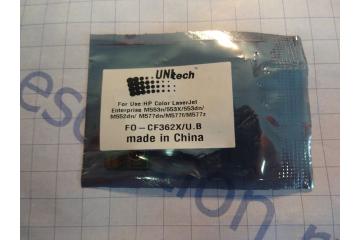 UNItech
For Use:HP Color LaserJet
Enterprise M553n/553X/553dn/
M552dn/ M577dn/M577f/M577z
FO-CF362X/U.B
made in China